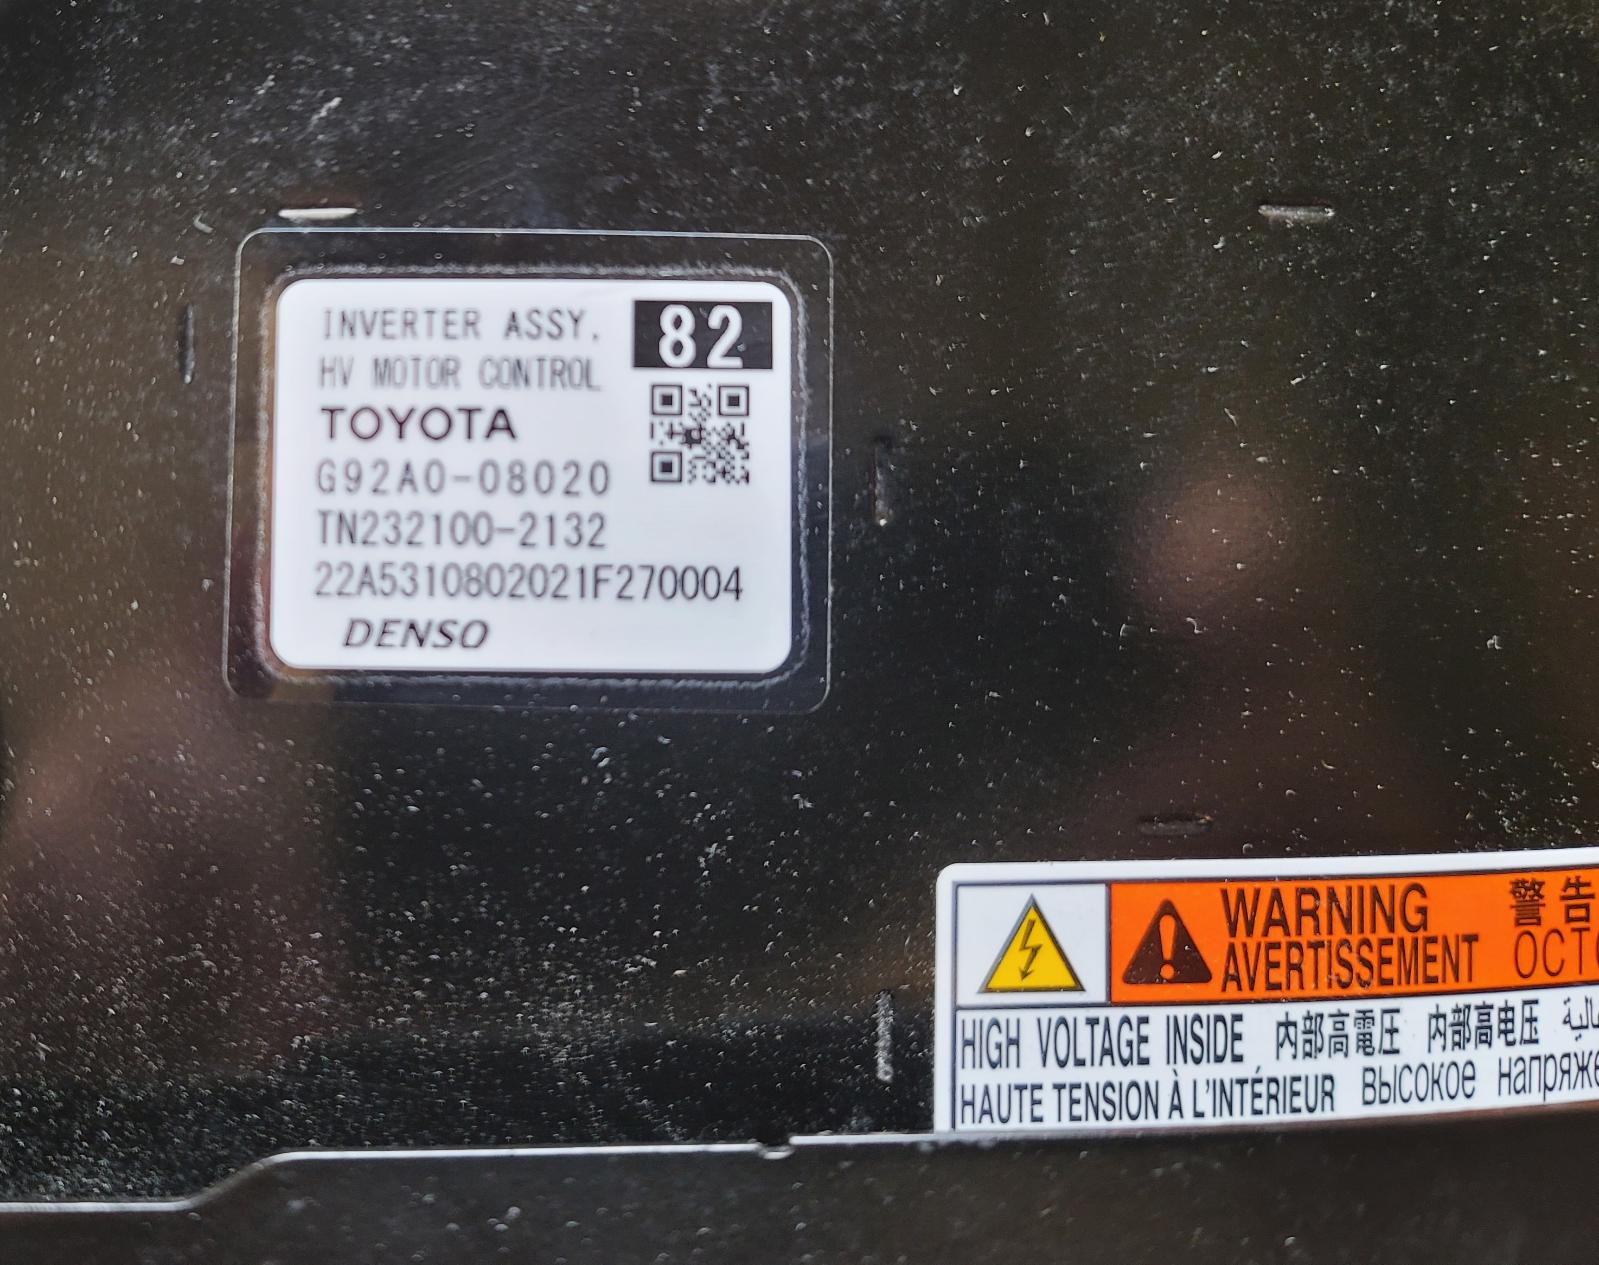 INVERTER ASSY.
82
HV MOTOR CONTROL
TOYOTA
G92A0-08020
TN232100-2132
22A5310802021F270004
DENSO
WARNING 警告
AVERTISSEMENT
HIGH VOLTAGE INSIDE 内部高電圧 内部高电压
HAUTE TENSION À L'INTÉRIEUR Высокое